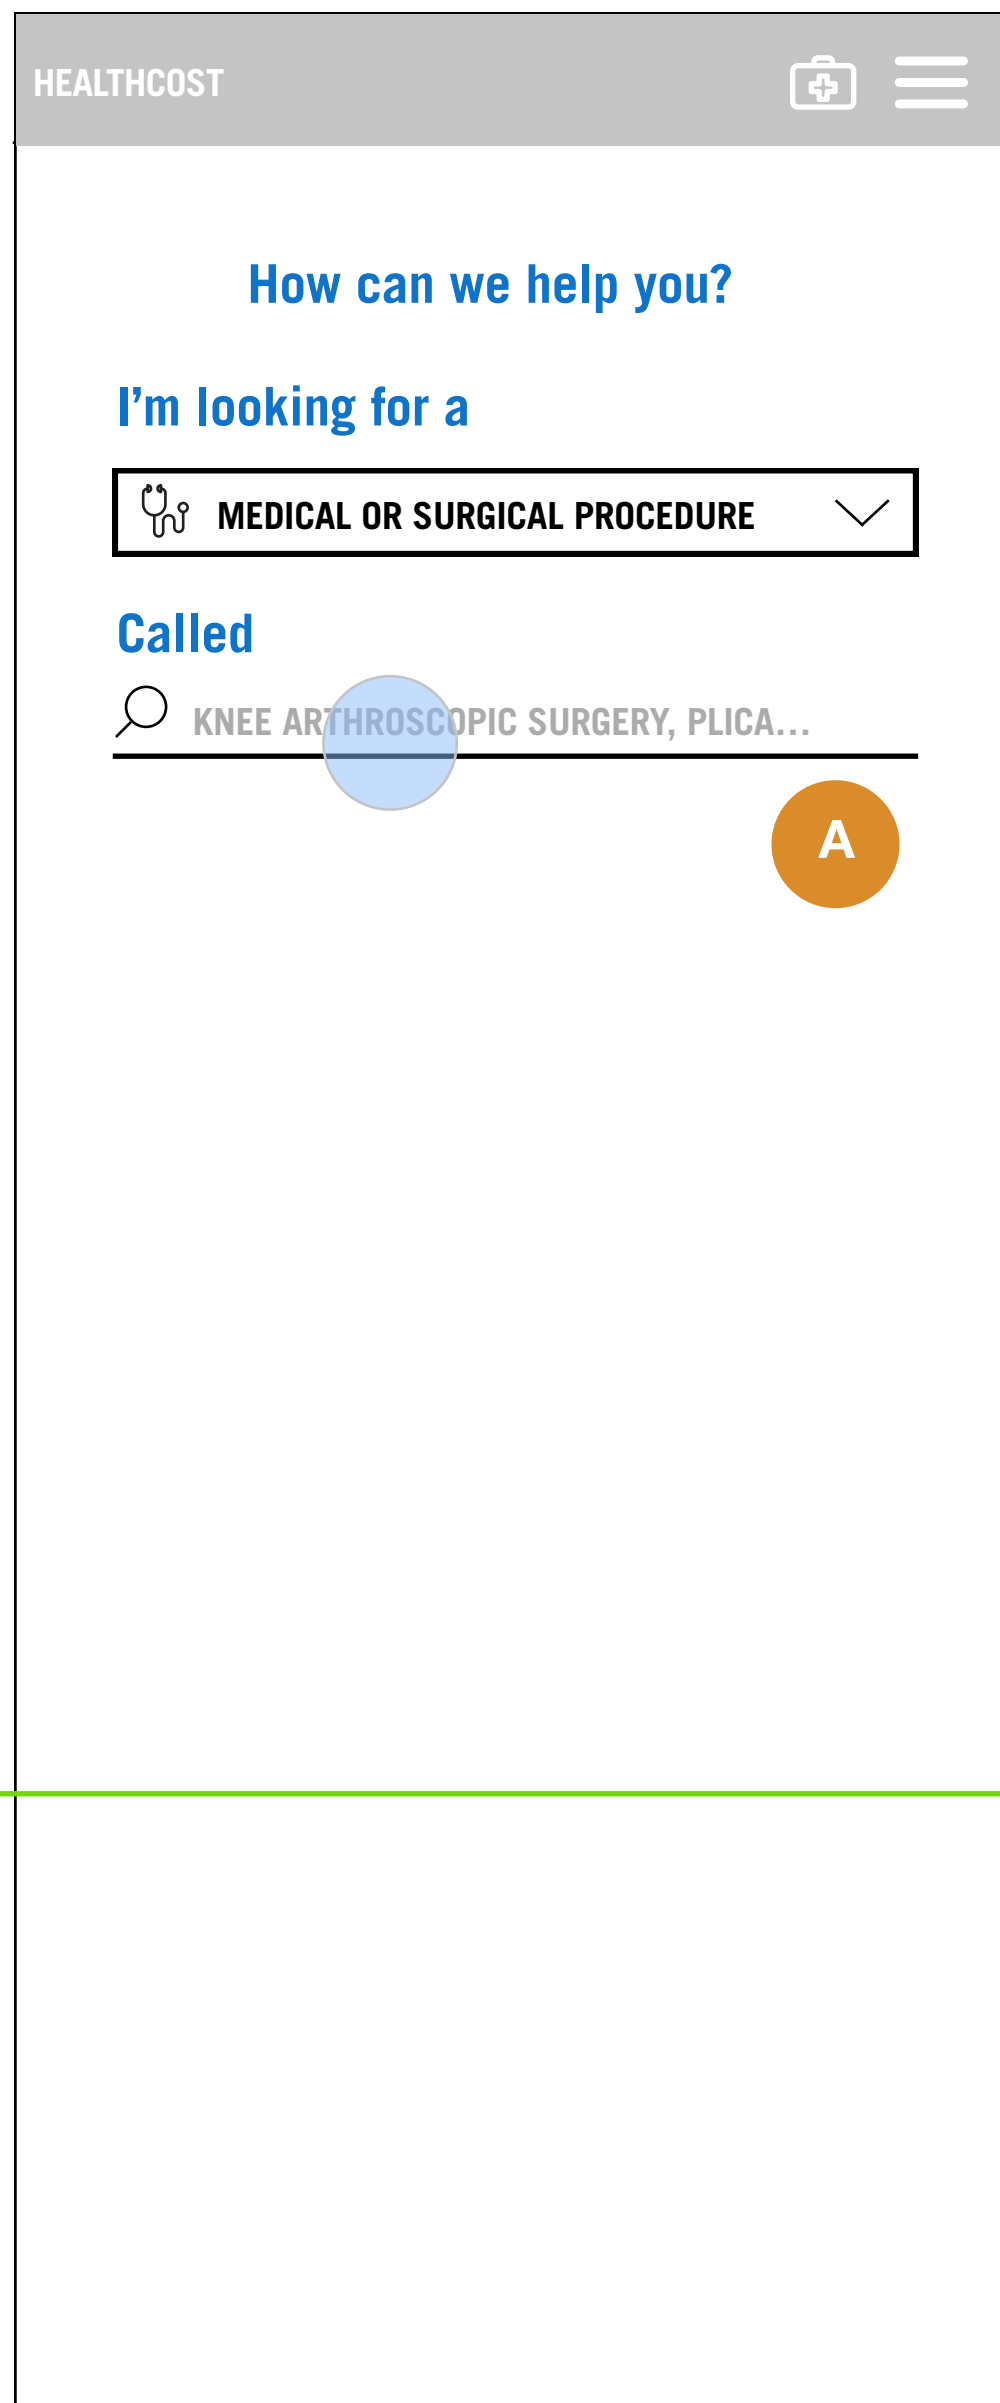 HEALTHCOST
How can we help you?
I’m looking for a
MEDICAL OR SURGICAL PROCEDURE
Called
KNEE ARTHROSCOPIC SURGERY, PLICA…
A